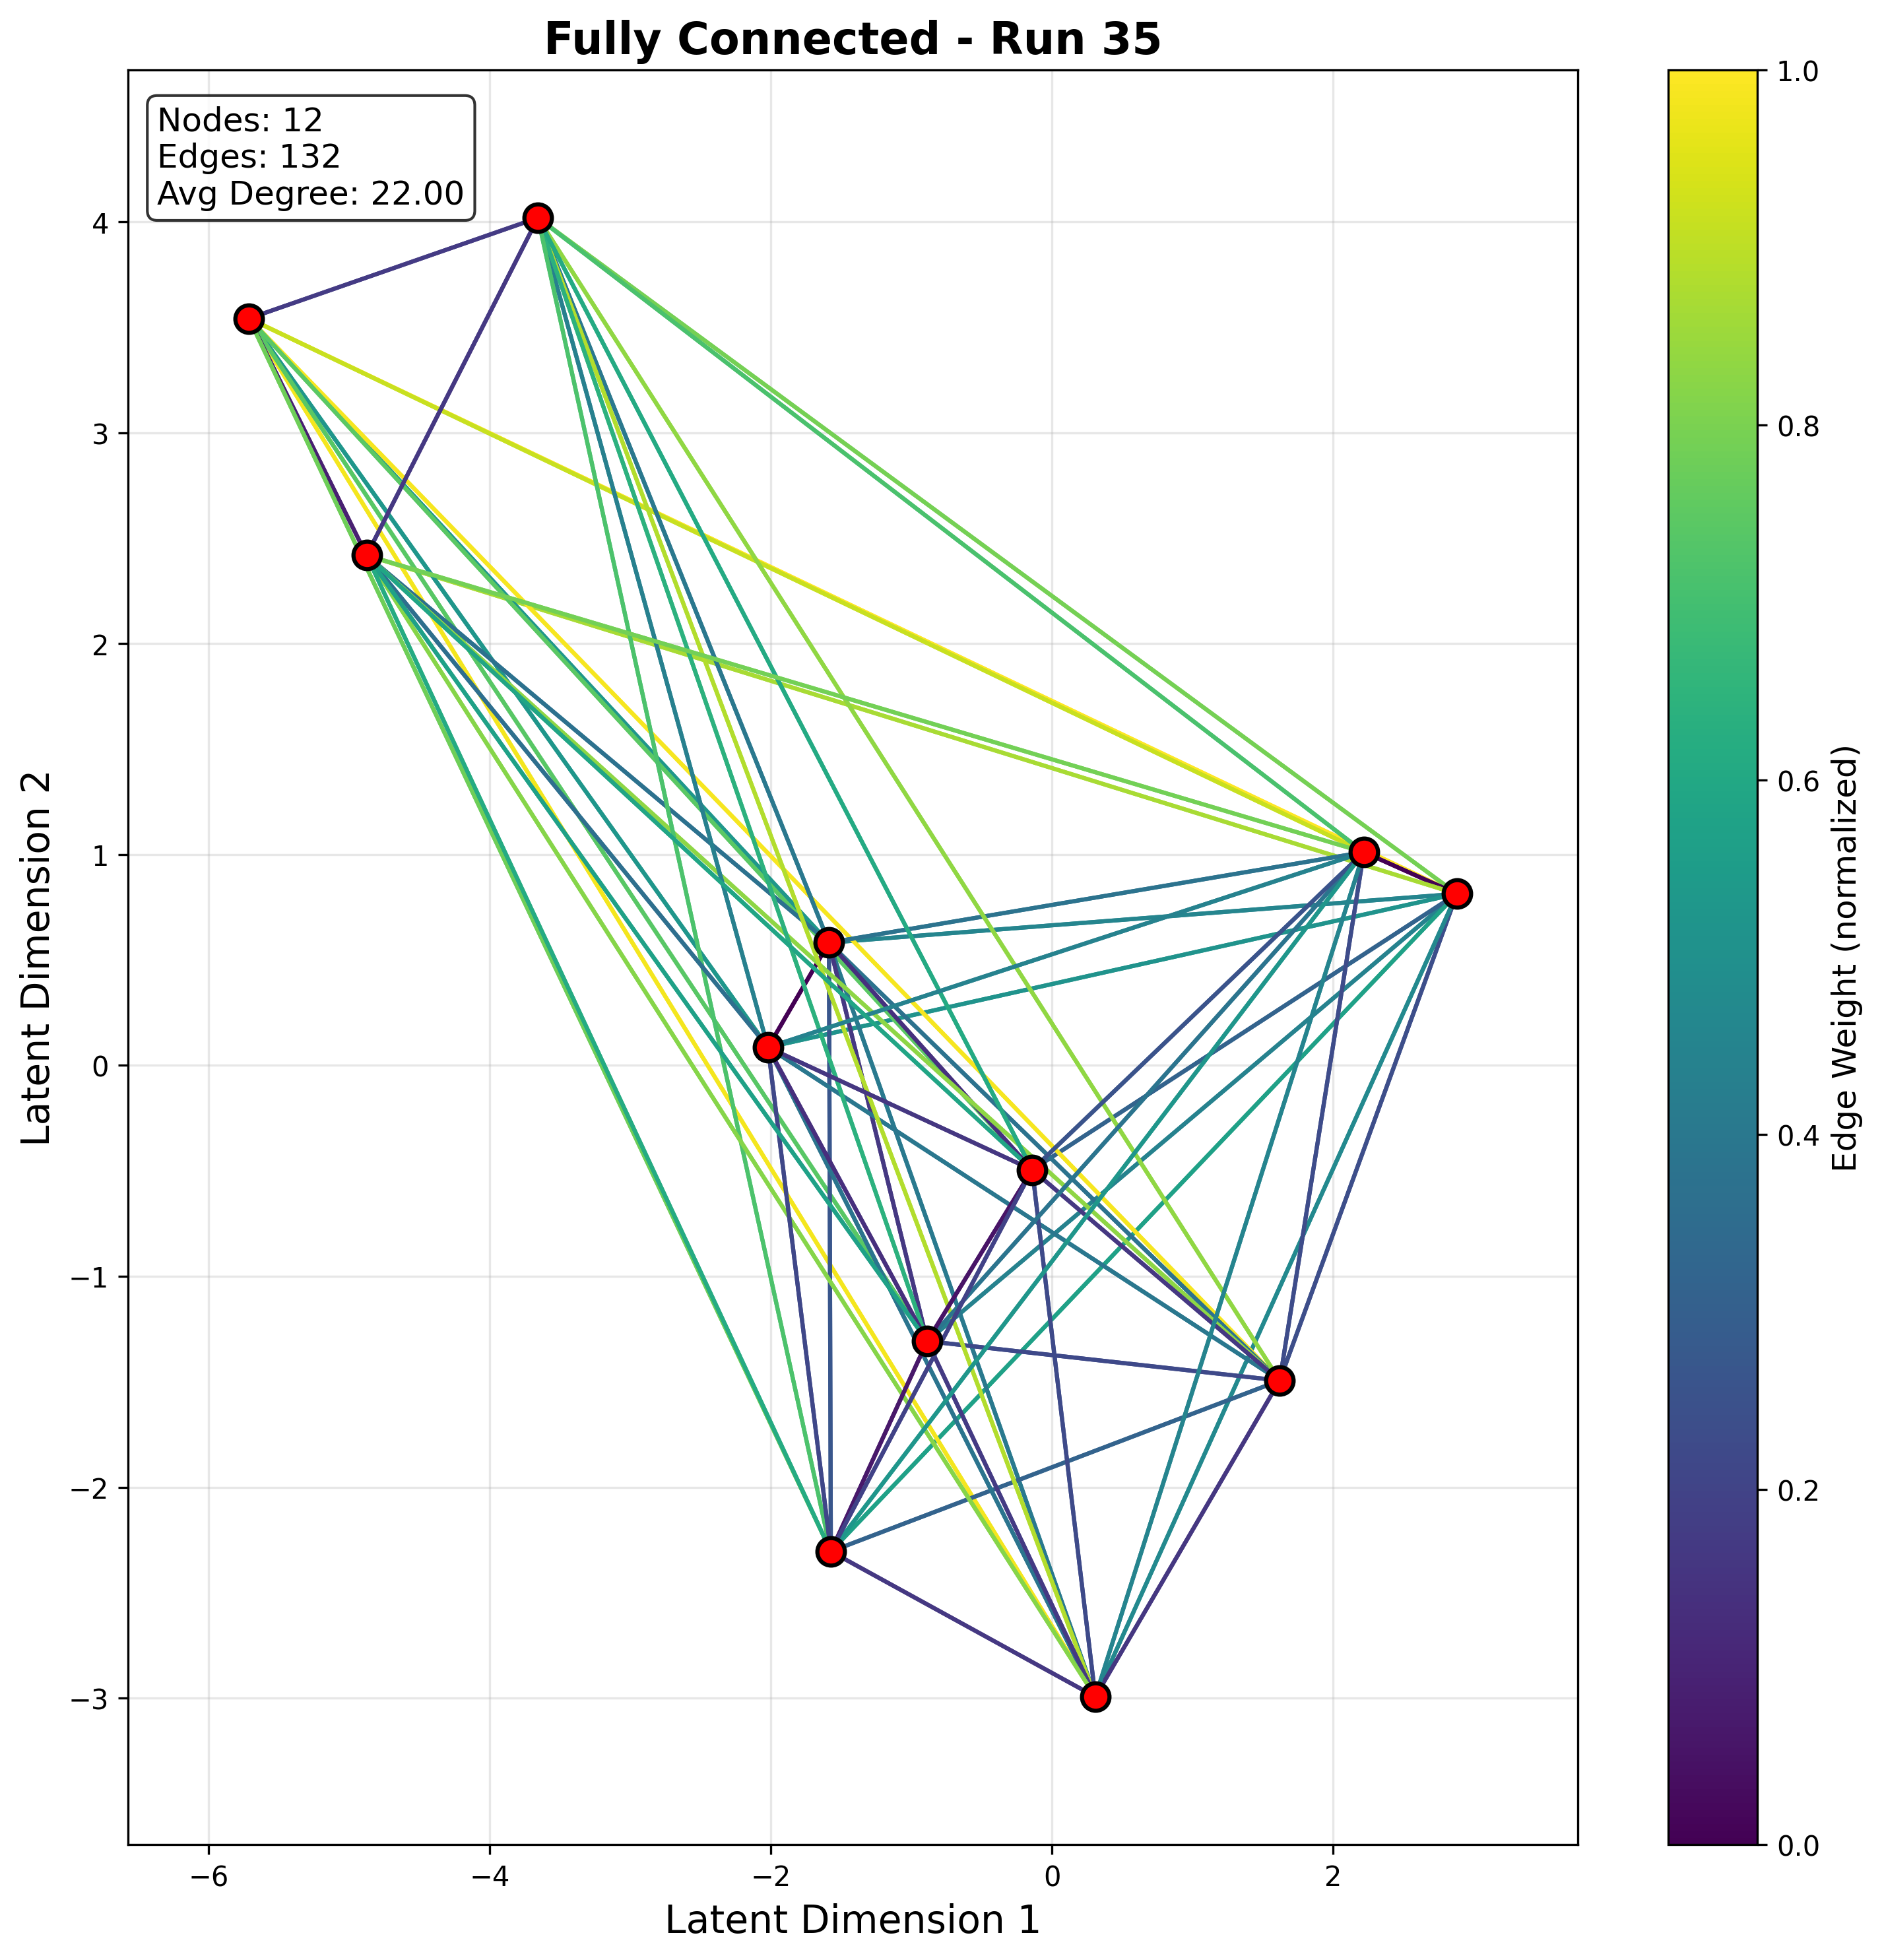 Fully Connected - Run 35
Nodes: 12
Edges: 132
Avg Degree: 22.00
4
3
2
1
0
−1
−2
−3
−6
−4
−2
0
2
Latent Dimension 1
Latent Dimension 2
1.0
0.8
0.6
0.4
0.2
0.0
Edge Weight (normalized)